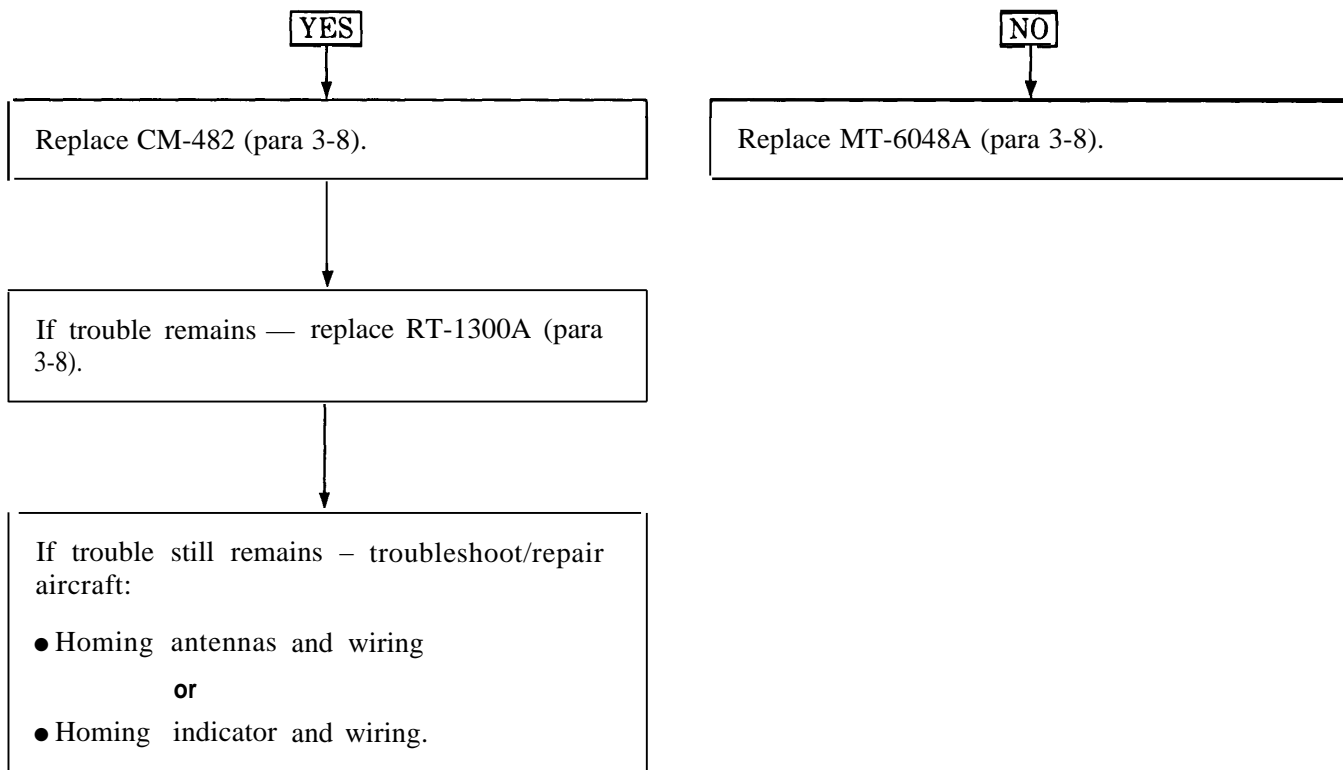 YES
NO
Replace CM-482 (para 3-8).
Replace MT-6048A (para 3-8).
If trouble remains — replace RT-1300A (para
3-8).
If trouble still remains – troubleshoot/repair
aircraft:
● Homing antennas and wiring
or
● Homing indicator and wiring.